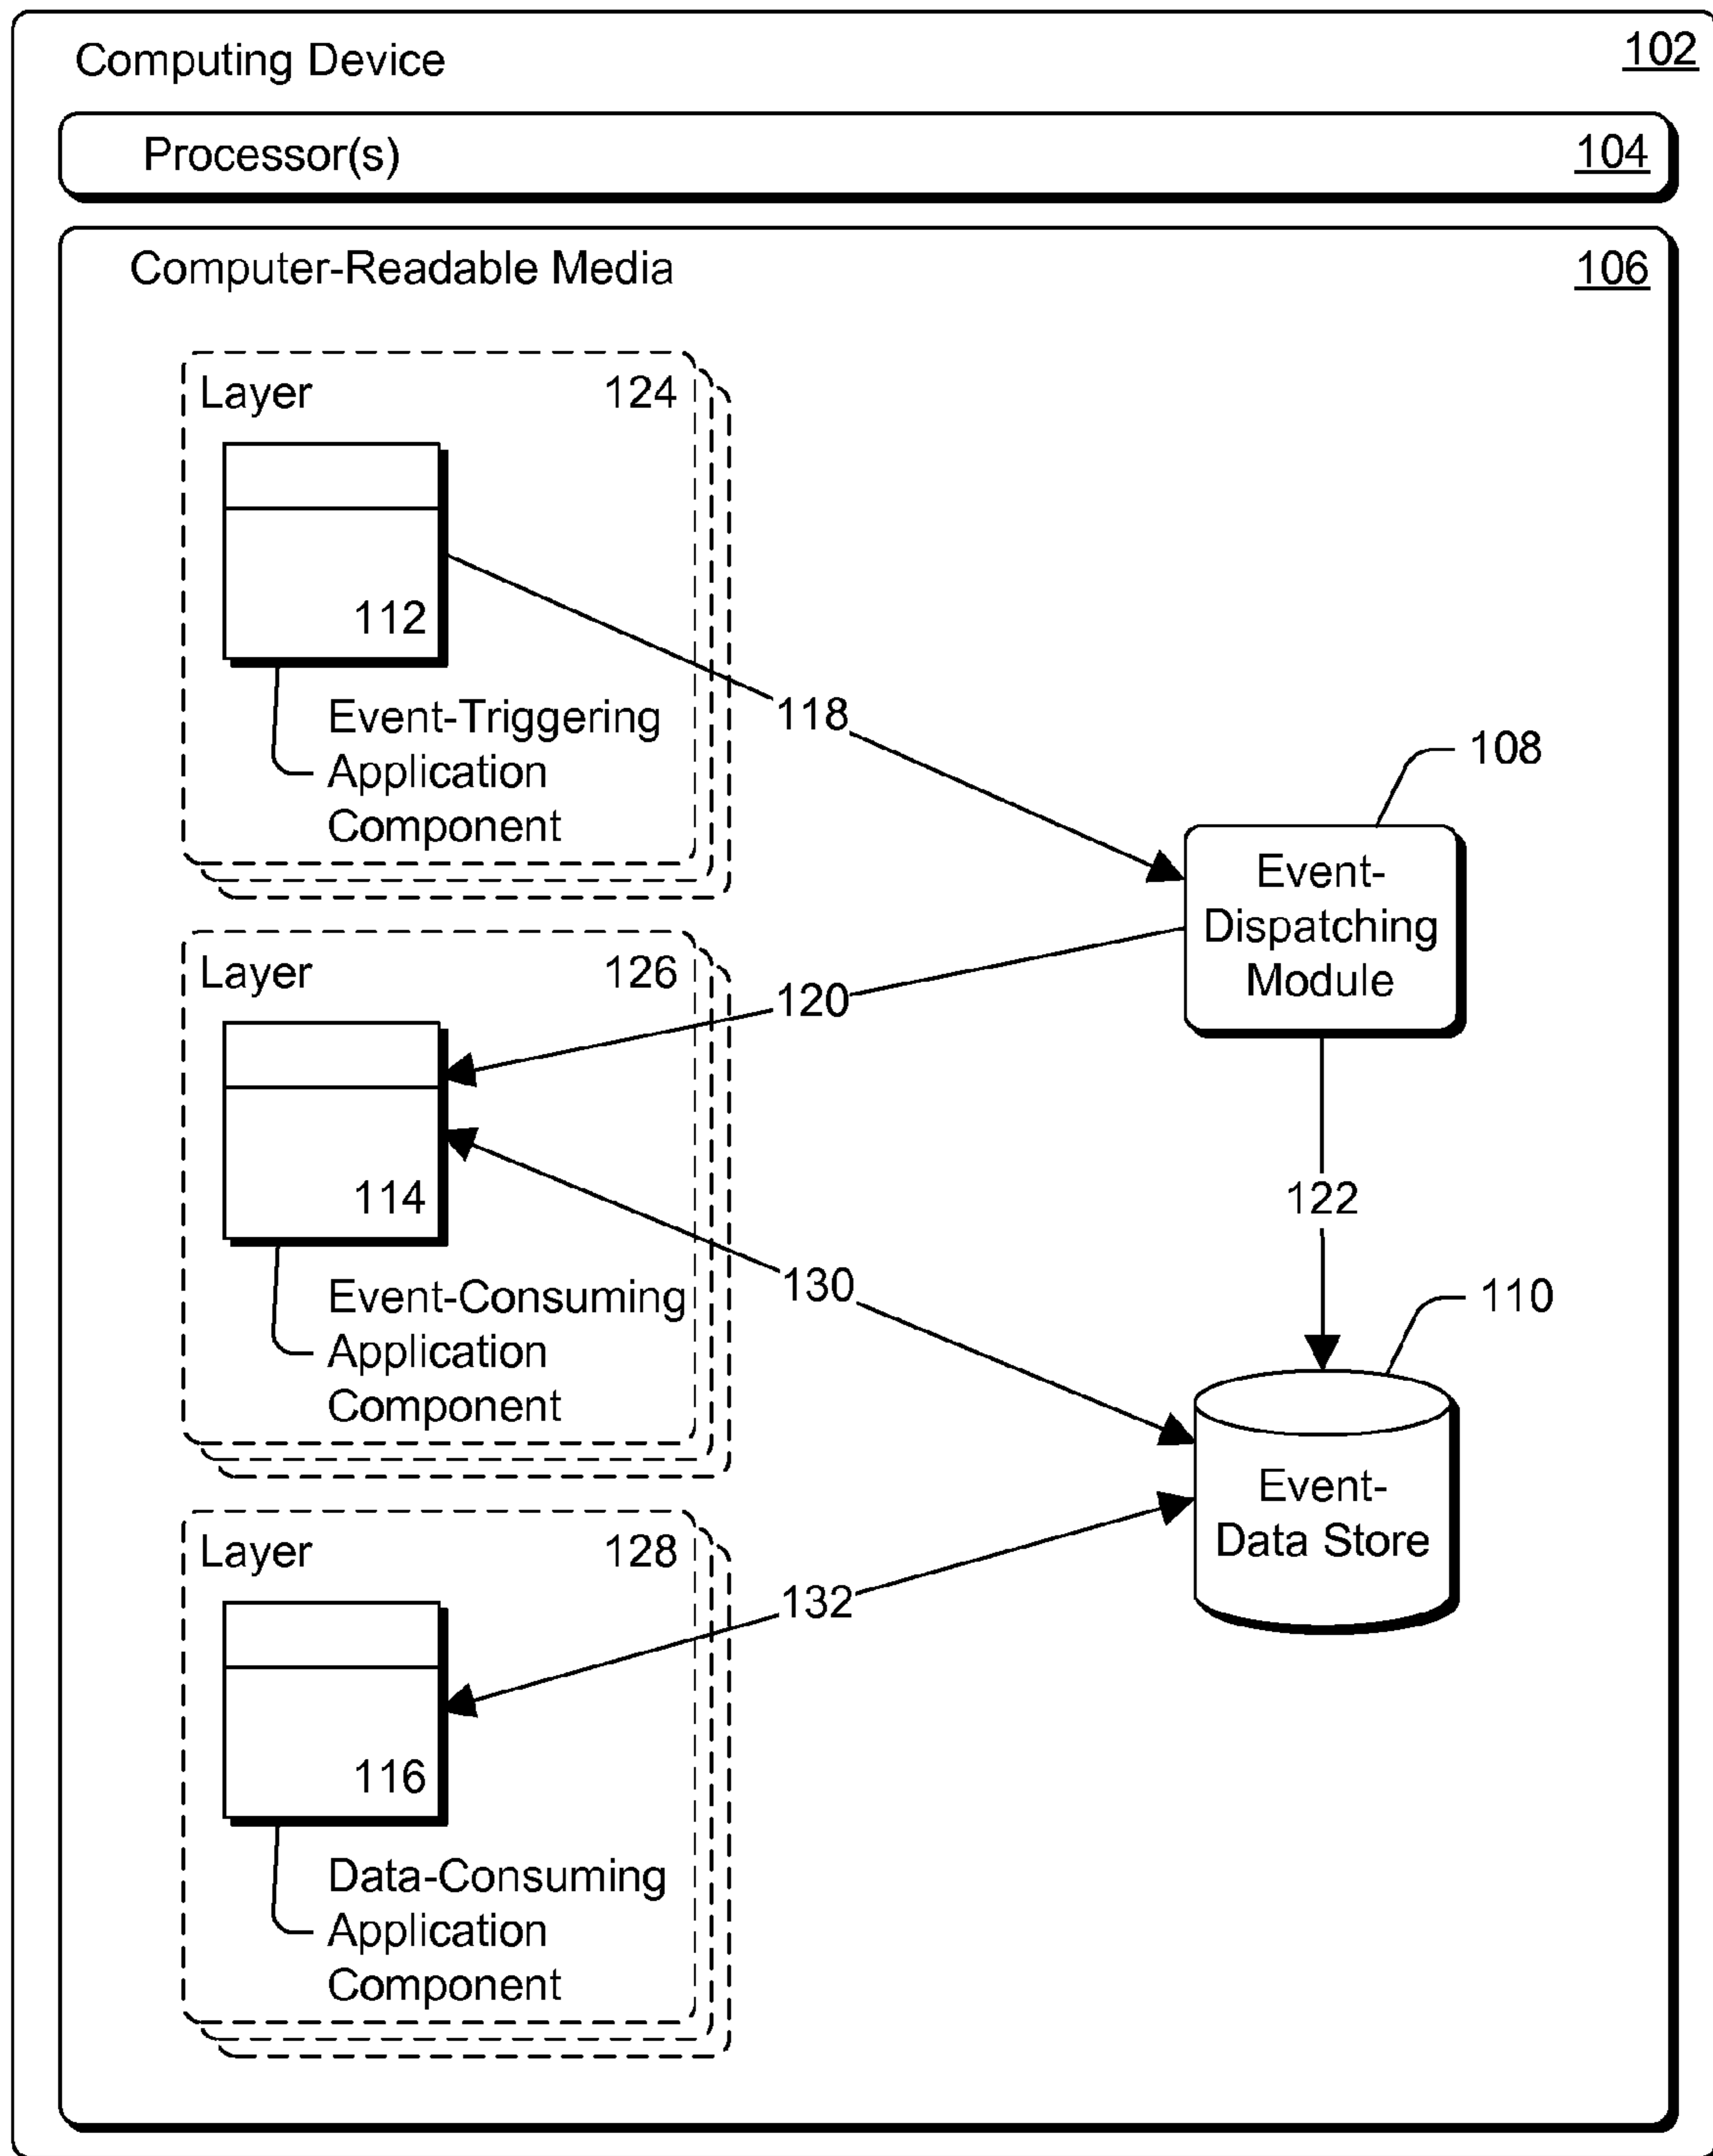 Computing Device 102
Processor(s) 104
Computer-Readable Media 106
Layer 124
112
Event-Triggering
Application
Component
118
108
Event-
Dispatching
Module
Layer 126
120
114
122
Event-Consuming
Application
Component
130
110
Event-
Data Store
Layer 128
132
116
Data-Consuming
Application
Component